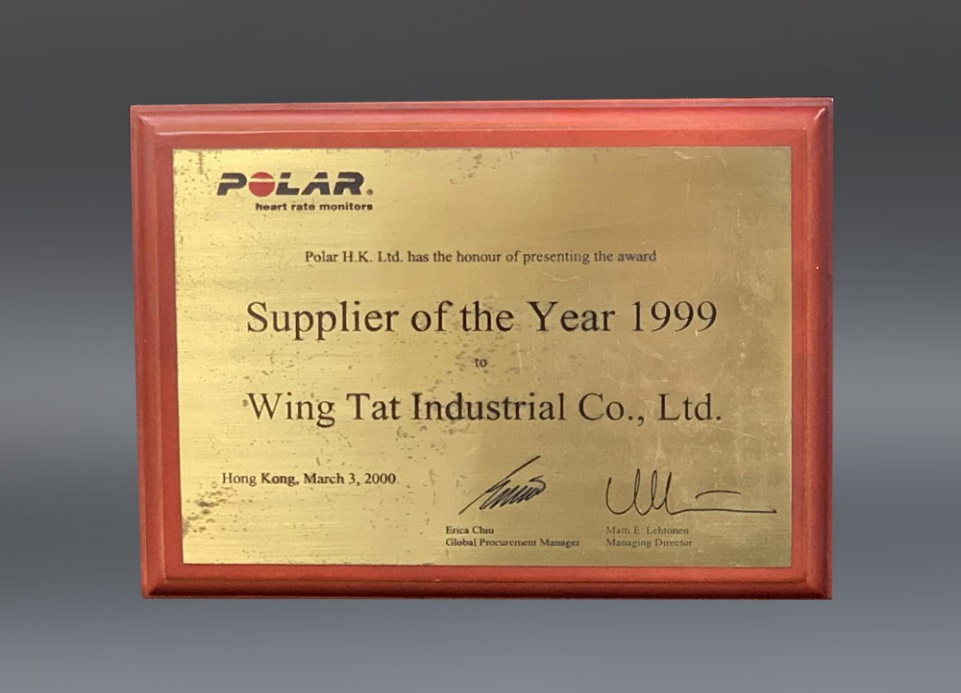 POLAR®
heart rate monitors
Polar H.K. Ltd. has the honour of presenting the award
Supplier of the Year 1999
to
Wing Tat Industrial Co., Ltd.
Hong Kong, March 3, 2000
Erica Chiu
Global Procurement Manager
Matti E. Lehtonen
Managing Director